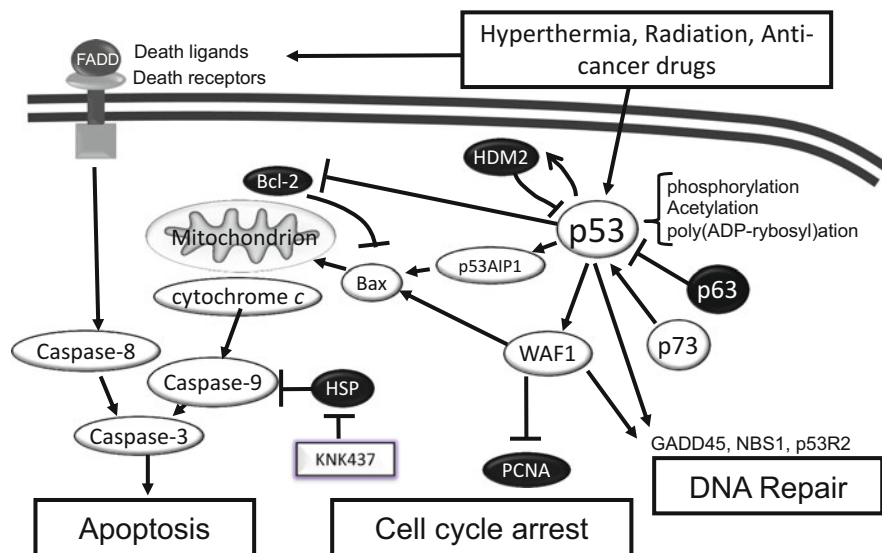 Hyperthermia, Radiation, Anti-
cancer drugs
FADD
Death ligands
Death receptors
HDM2
Bcl-2
phosphorylation
Acetylation
poly(ADP-rybosyl)ation
p53
Mitochondrion
p53AIP1
Bax
p63
cytochrome c
p73
Caspase-8
WAF1
Caspase-9
HSP
Caspase-3
KNK437
PCNA
GADD45, NBS1, p53R2
DNA Repair
Apoptosis
Cell cycle arrest